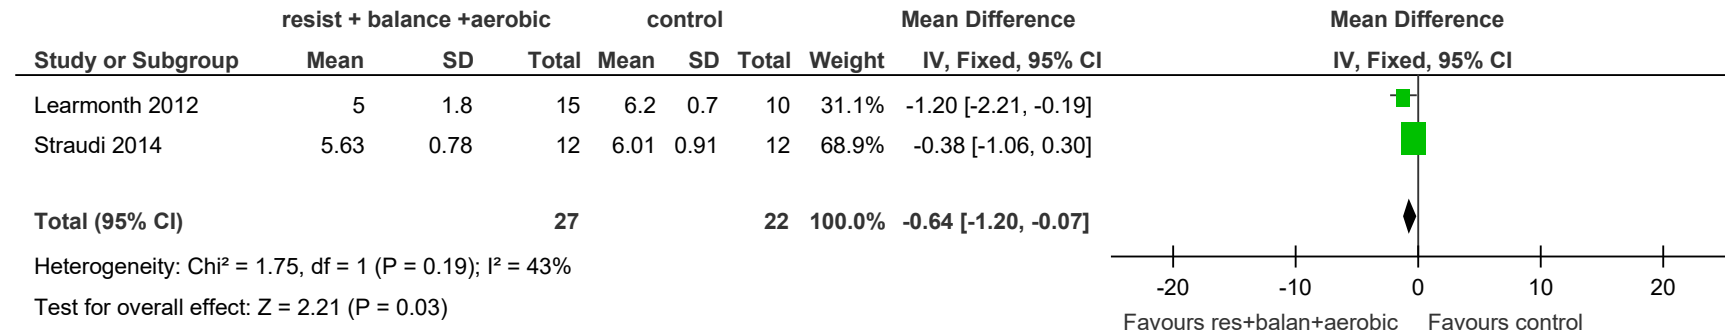 resist + balance +aerobic control Mean Difference Mean Difference
Study or Subgroup Mean SD Total Mean SD Total Weight IV, Fixed, 95% CI IV, Fixed, 95% CI
Learmonth 2012 5 1.8 15 6.2 0.7 10 31.1% -1.20 [-2.21, -0.19]
Straudi 2014 5.63 0.78 12 6.01 0.91 12 68.9% -0.38 [-1.06, 0.30]
Total (95% CI) 27 22 100.0% -0.64 [-1.20, -0.07]
Heterogeneity: Chi² = 1.75, df = 1 (P = 0.19); I² = 43%
Test for overall effect: Z = 2.21 (P = 0.03)
-20 -10 0 10 20
Favours res+balan+aerobic Favours control